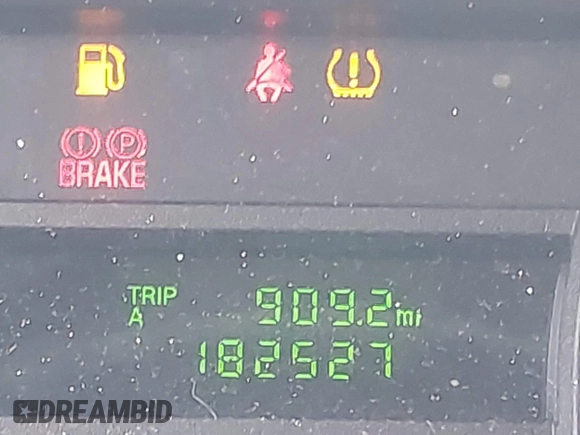 ! P
BRAKE
TRIP
A 909.2 mi
182527
DREAMBID